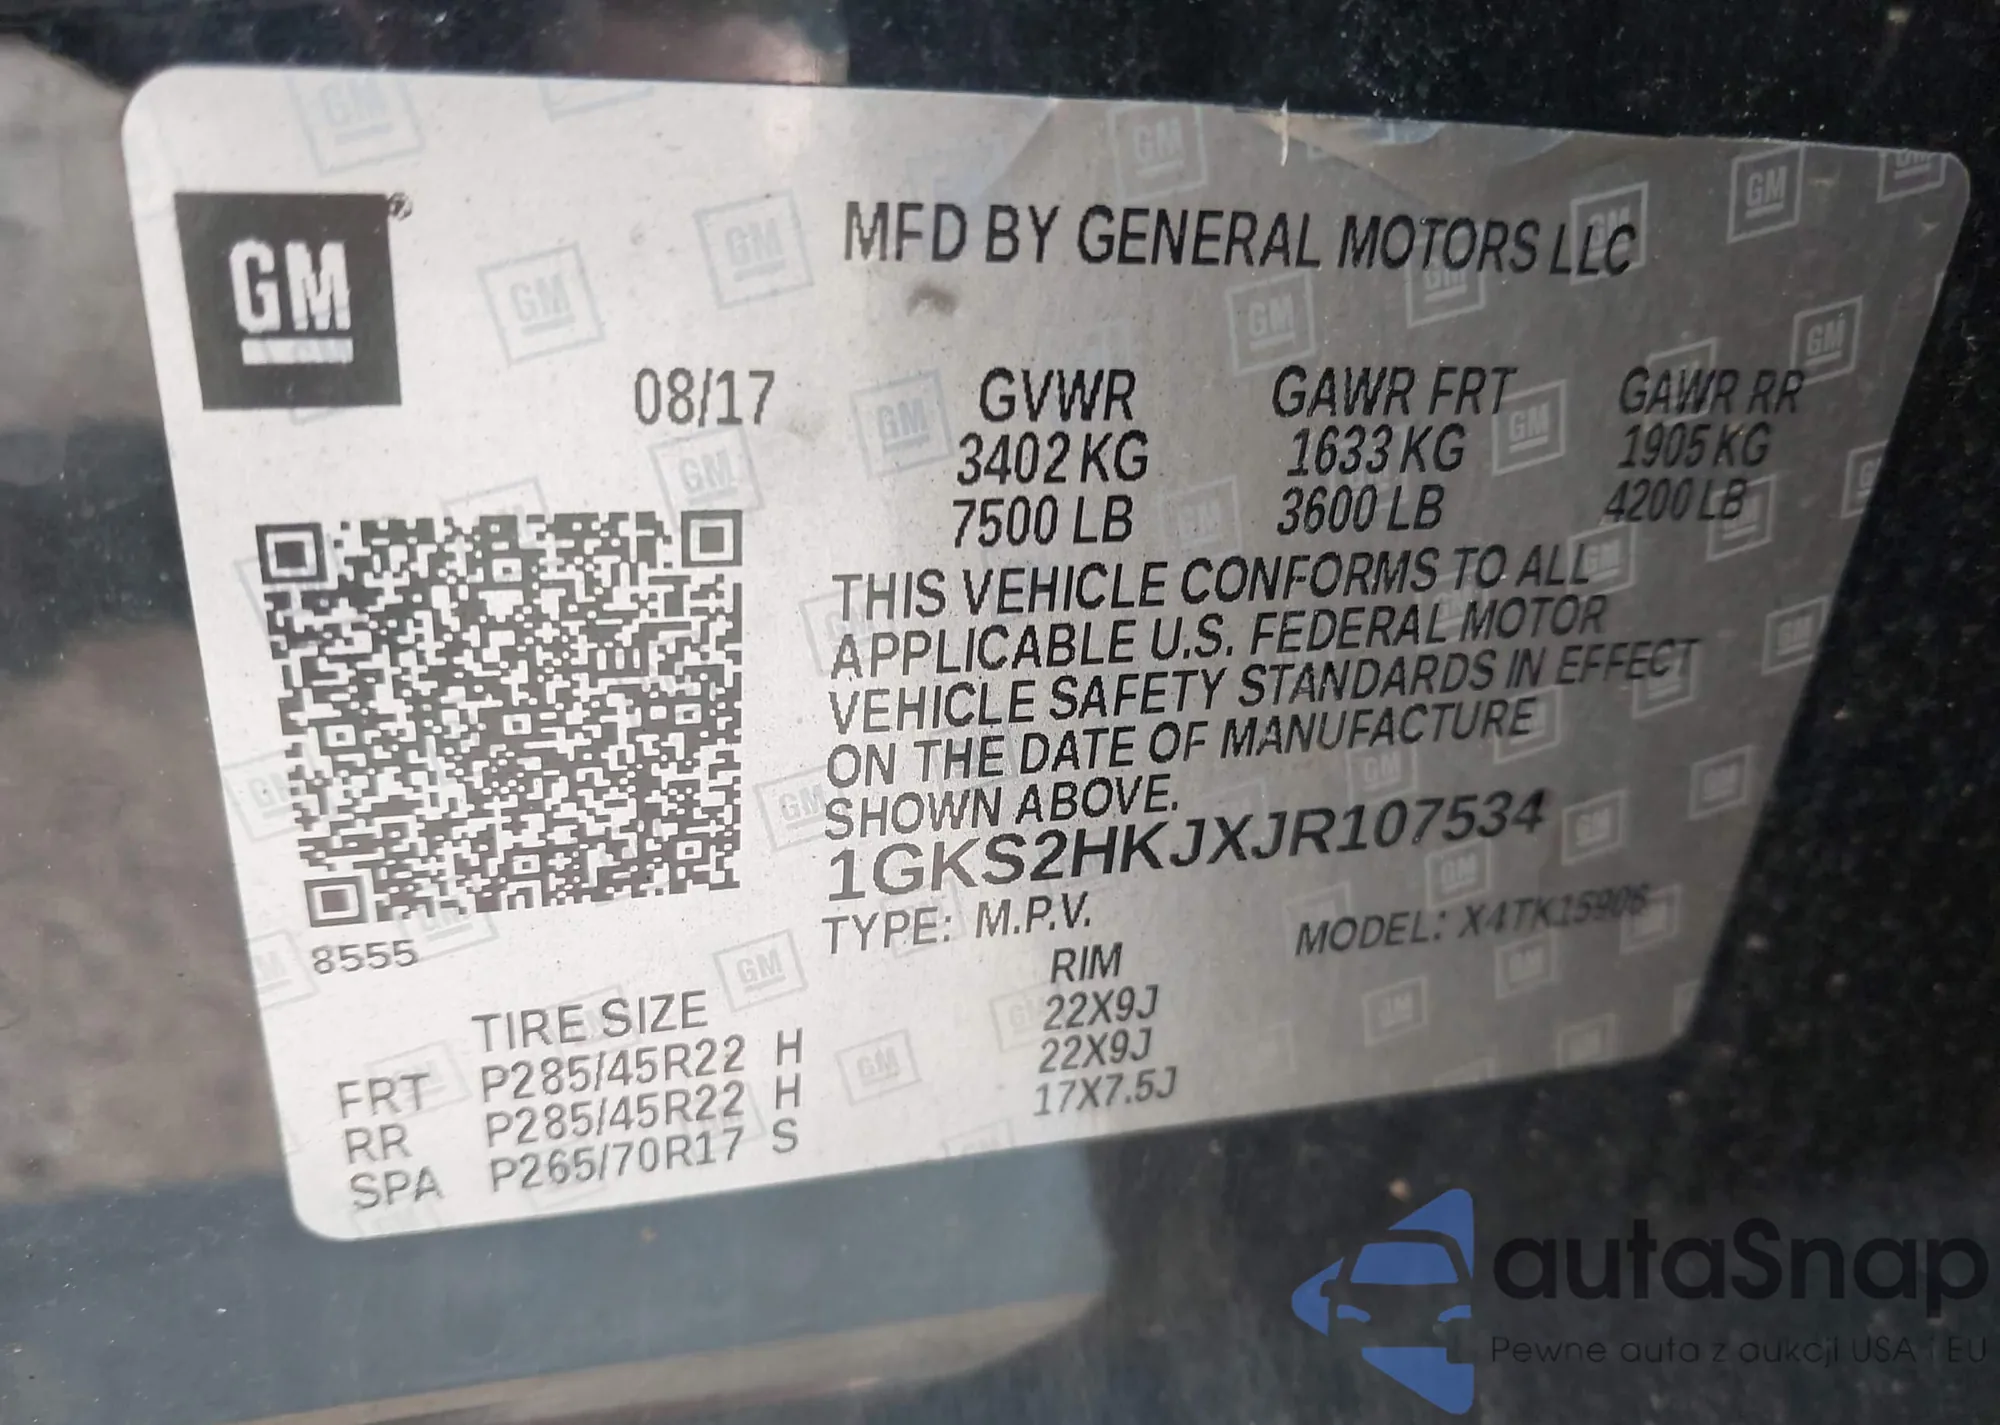 GM®
MFD BY GENERAL MOTORS LLC
08/17 GVWR GAWR FRT GAWR RR
3402 KG 1633 KG 1905 KG
7500 LB 3600 LB 4200 LB
THIS VEHICLE CONFORMS TO ALL
APPLICABLE U.S. FEDERAL MOTOR
VEHICLE SAFETY STANDARDS IN EFFECT
ON THE DATE OF MANUFACTURE
SHOWN ABOVE.
1GKS2HKJXJR107534
8555
TYPE: M.P.V. MODEL: X4TK15906
TIRE SIZE RIM
FRT P285/45R22 H 22X9J
RR P285/45R22 H 22X9J
SPA P265/70R17 S 17X7.5J
autaSnap
Pewne auta z aukcji USA i EU